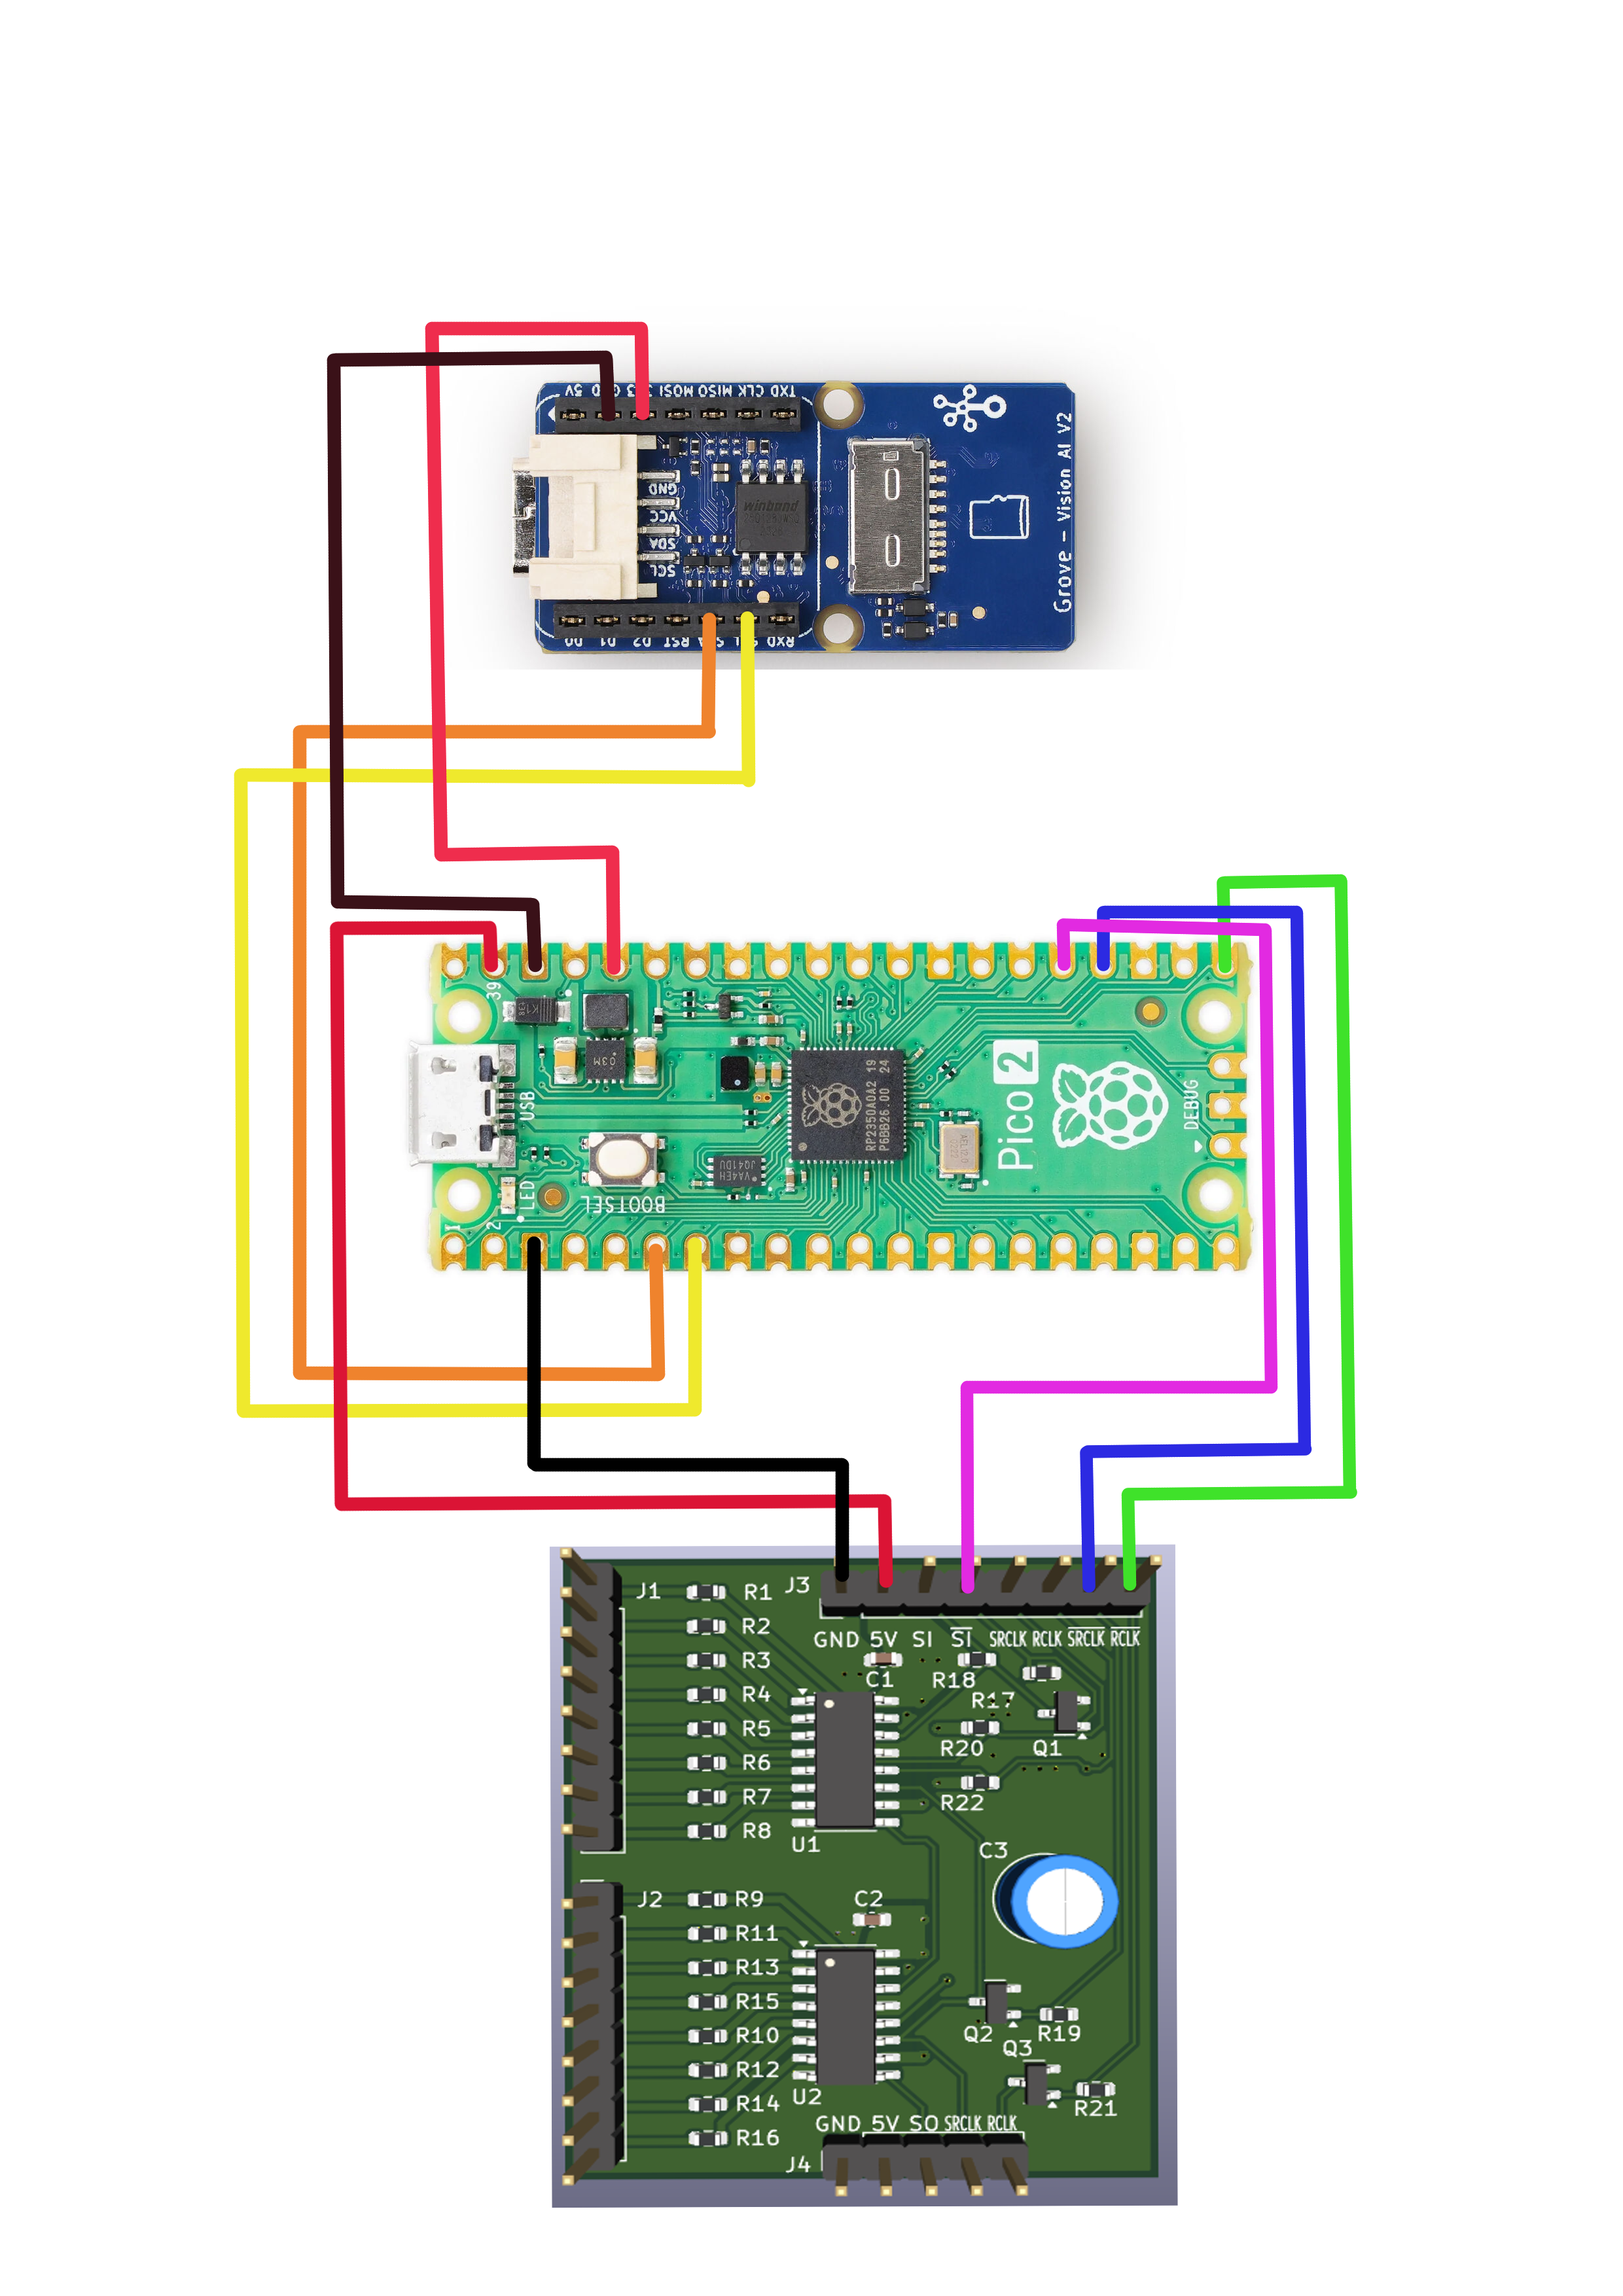 5V GND 3V3 MOSI MISO CLK TXD
GND
VCC
SDA
SCL
winbond
D0 D1 D2 RST SDA SCL RXD
Grove - Vision AI V2
39
USB
LED
1
2
BOOTSEL
RP2350A0A2 19
P6BB26.00 24
Pico 2
DEBUG
J1
R1
R2
R3
R4
R5
R6
R7
R8
J2
R9
R11
R13
R15
R10
R12
R14
R16
J3
GND 5V SI SI SRCLK RCLK SRCLK RCLK
C1
R18
R17
R20
Q1
R22
U1
C3
C2
Q2
R19
Q3
U2
R21
GND 5V SO SRCLK RCLK
J4